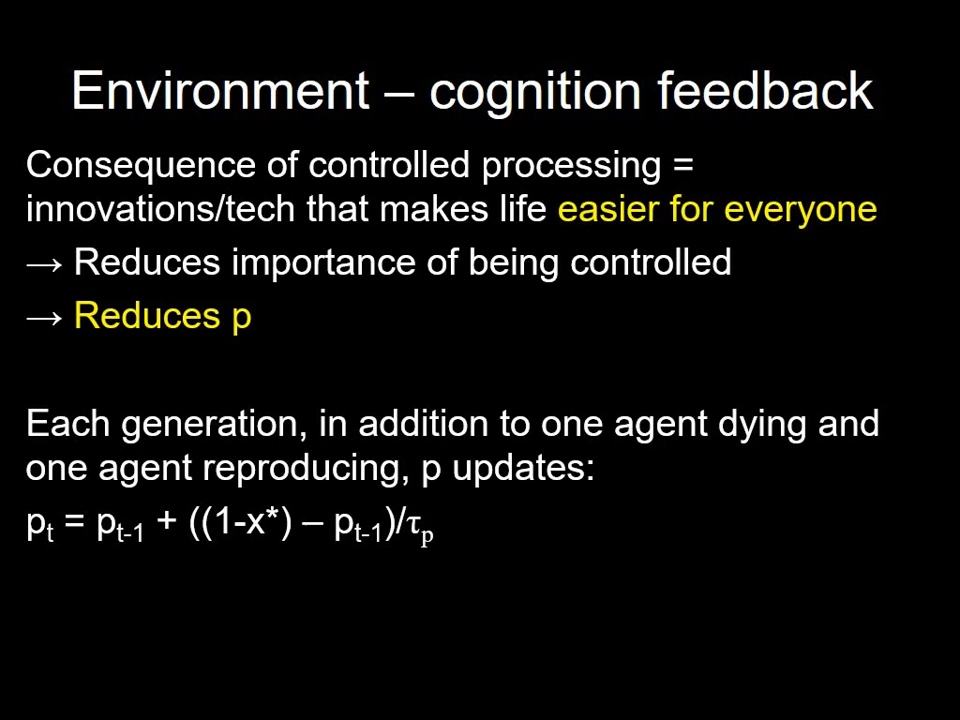 Environment – cognition feedback
Consequence of controlled processing =
innovations/tech that makes life easier for everyone
→ Reduces importance of being controlled
→ Reduces p
Each generation, in addition to one agent dying and
one agent reproducing, p updates:
pₜ = pₜ₋₁ + ((1-x*) – pₜ₋₁)/τₚ